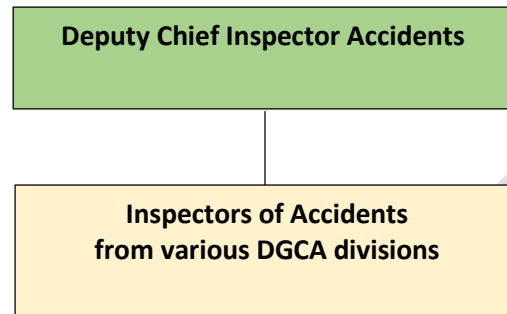 Deputy Chief Inspector Accidents
Inspectors of Accidents
from various DGCA divisions